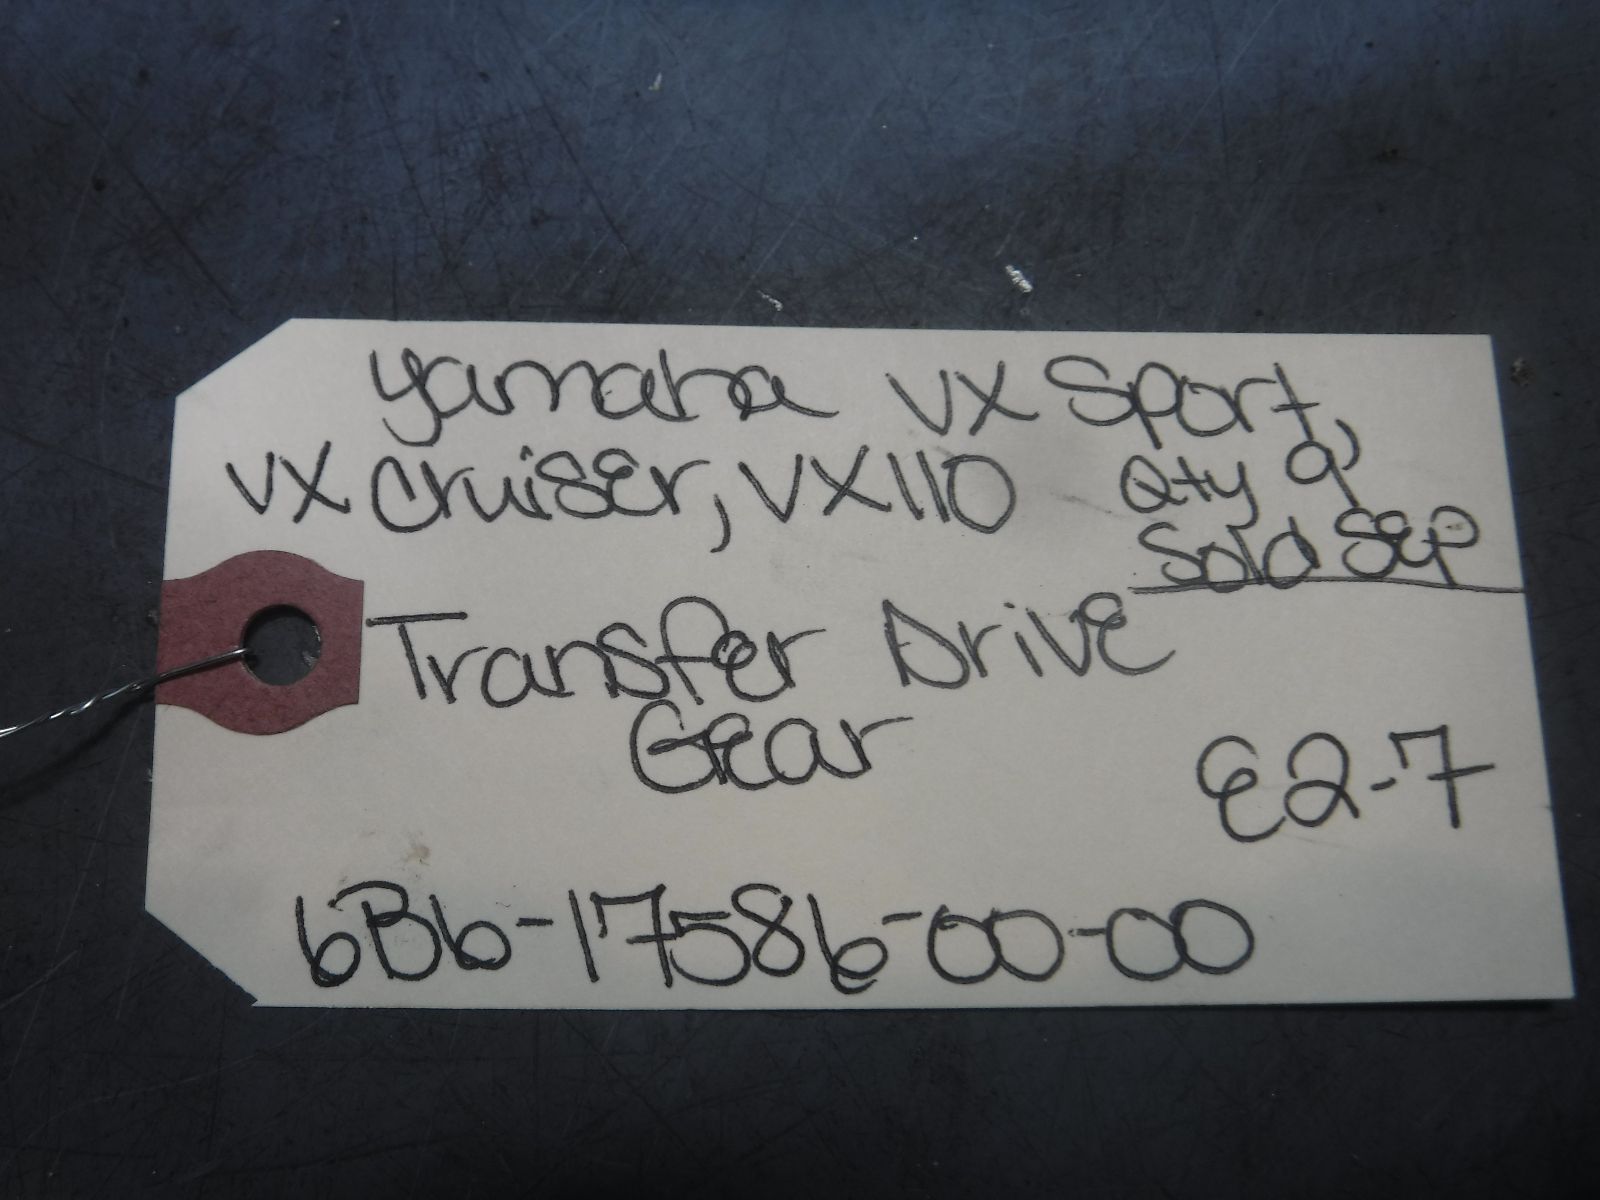 Yamaha VX Sport,
VX Cruiser, VX110 Qty 9
Sold Sep
Transfer Drive
Gear
E2-7
6B6-17586-00-00